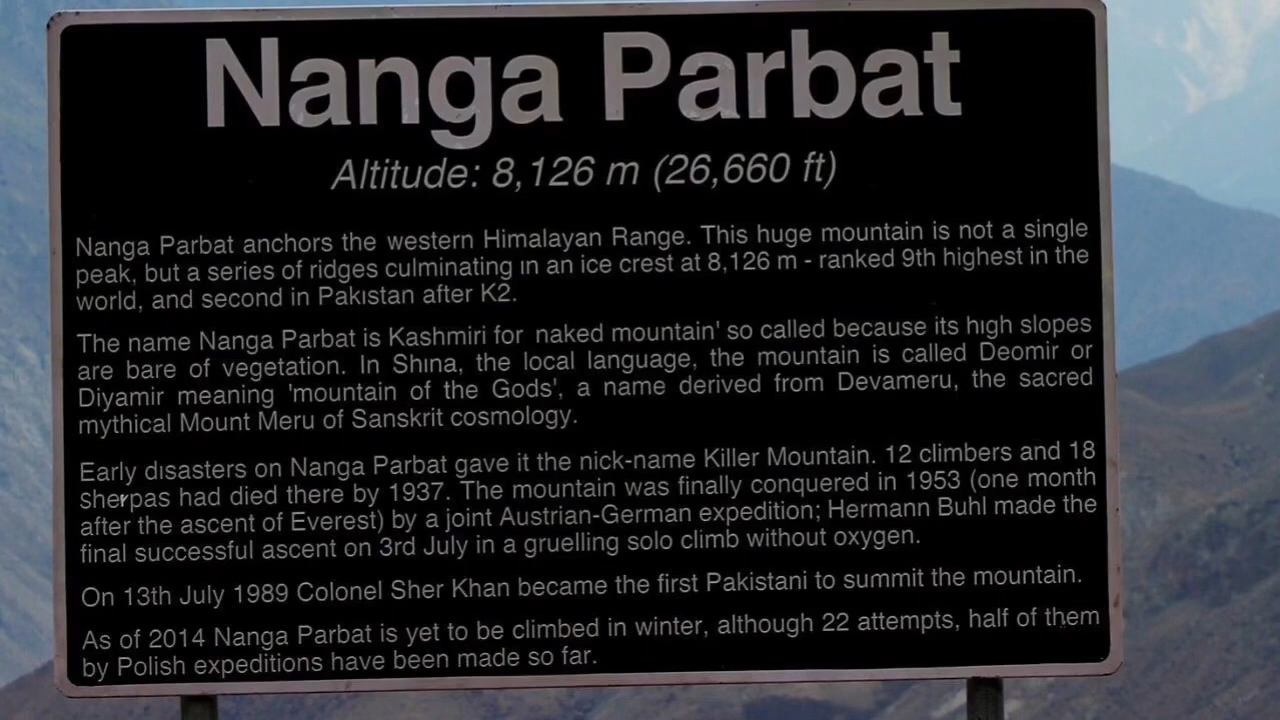 Nanga Parbat
Altitude: 8,126 m (26,660 ft)
Nanga Parbat anchors the western Himalayan Range. This huge mountain is not a single
peak, but a series of ridges culminating in an ice crest at 8,126 m - ranked 9th highest in the
world, and second in Pakistan after K2.
The name Nanga Parbat is Kashmiri for naked mountain' so called because its high slopes
are bare of vegetation. In Shina, the local language, the mountain is called Deomir or
Diyamir meaning 'mountain of the Gods', a name derived from Devameru, the sacred
mythical Mount Meru of Sanskrit cosmology.
Early disasters on Nanga Parbat gave it the nick-name Killer Mountain. 12 climbers and 18
sherpas had died there by 1937. The mountain was finally conquered in 1953 (one month
after the ascent of Everest) by a joint Austrian-German expedition; Hermann Buhl made the
final successful ascent on 3rd July in a gruelling solo climb without oxygen.
On 13th July 1989 Colonel Sher Khan became the first Pakistani to summit the mountain.
As of 2014 Nanga Parbat is yet to be climbed in winter, although 22 attempts, half of them
by Polish expeditions have been made so far.